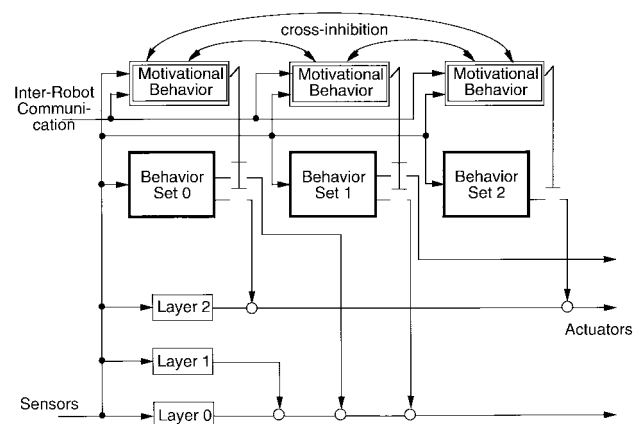 cross-inhibition
Motivational
Behavior
Motivational
Behavior
Motivational
Behavior
Inter-Robot
Communi-
cation
Behavior
Set 0
Behavior
Set 1
Behavior
Set 2
Layer 2
Actuators
Layer 1
Sensors
Layer 0